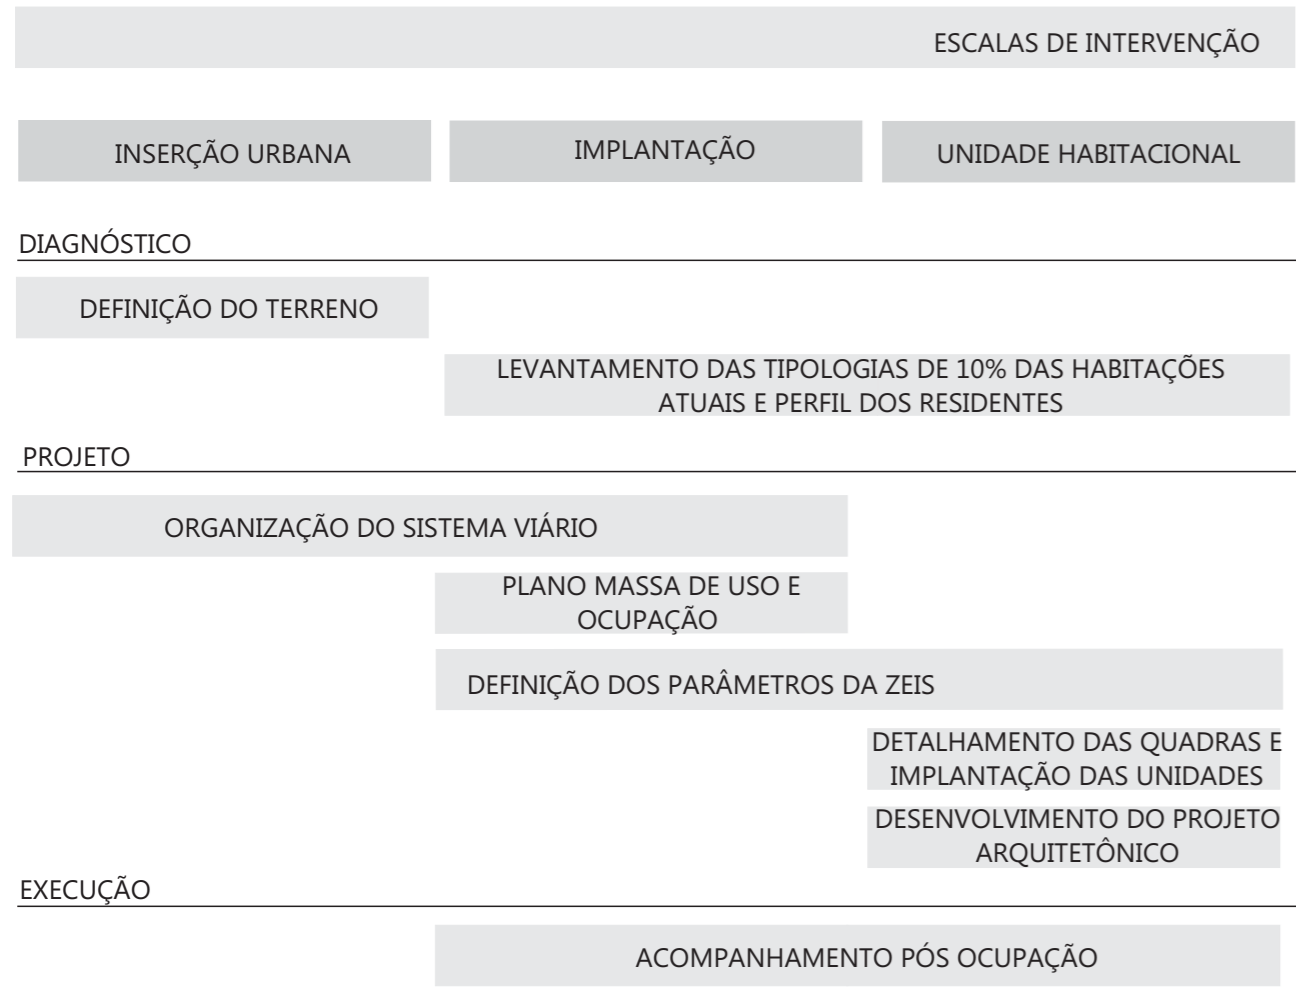 ESCALAS DE INTERVENÇÃO
INSERÇÃO URBANA
IMPLANTAÇÃO
UNIDADE HABITACIONAL
DIAGNÓSTICO
DEFINIÇÃO DO TERRENO
LEVANTAMENTO DAS TIPOLOGIAS DE 10% DAS HABITAÇÕES
ATUAIS E PERFIL DOS RESIDENTES
PROJETO
ORGANIZAÇÃO DO SISTEMA VIÁRIO
PLANO MASSA DE USO E
OCUPAÇÃO
DEFINIÇÃO DOS PARÂMETROS DA ZEIS
DETALHAMENTO DAS QUADRAS E
IMPLANTAÇÃO DAS UNIDADES
DESENVOLVIMENTO DO PROJETO
ARQUITETÔNICO
EXECUÇÃO
ACOMPANHAMENTO PÓS OCUPAÇÃO